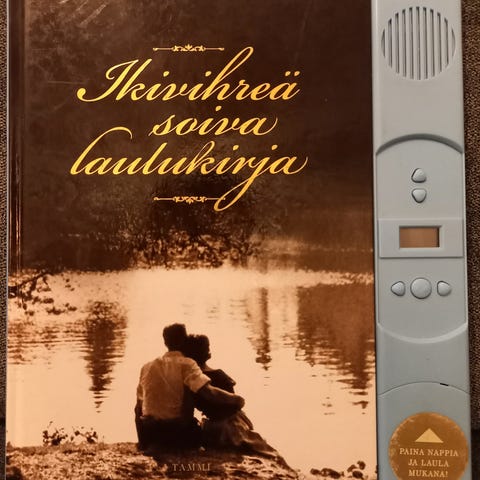 Ikivihreä
soiva
laulukirja
TAMMI
PAINA NAPPIA
JA LAULA
MUKANA!